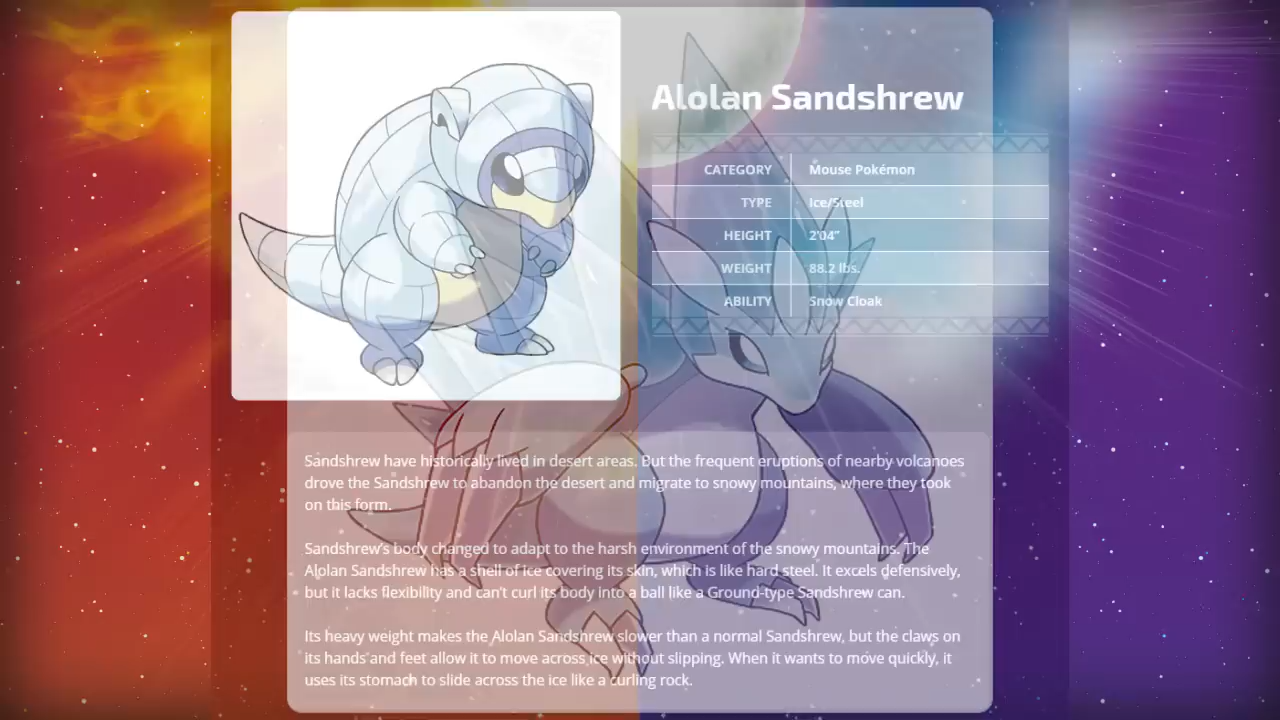 Alolan Sandshrew
CATEGORY Mouse Pokémon
TYPE Ice/Steel
HEIGHT 2'04”
WEIGHT 88.2 lbs.
ABILITY Snow Cloak
Sandshrew have historically lived in desert areas. But the frequent eruptions of nearby volcanoes
drove the Sandshrew to abandon the desert and migrate to snowy mountains, where they took
on this form.
Sandshrew’s body changed to adapt to the harsh environment of the snowy mountains. The
Alolan Sandshrew has a shell of ice covering its skin, which is like hard steel. It excels defensively,
but it lacks flexibility and can’t curl its body into a ball like a Ground-type Sandshrew can.
Its heavy weight makes the Alolan Sandshrew slower than a normal Sandshrew, but the claws on
its hands and feet allow it to move across ice without slipping. When it wants to move quickly, it
uses its stomach to slide across the ice like a curling rock.